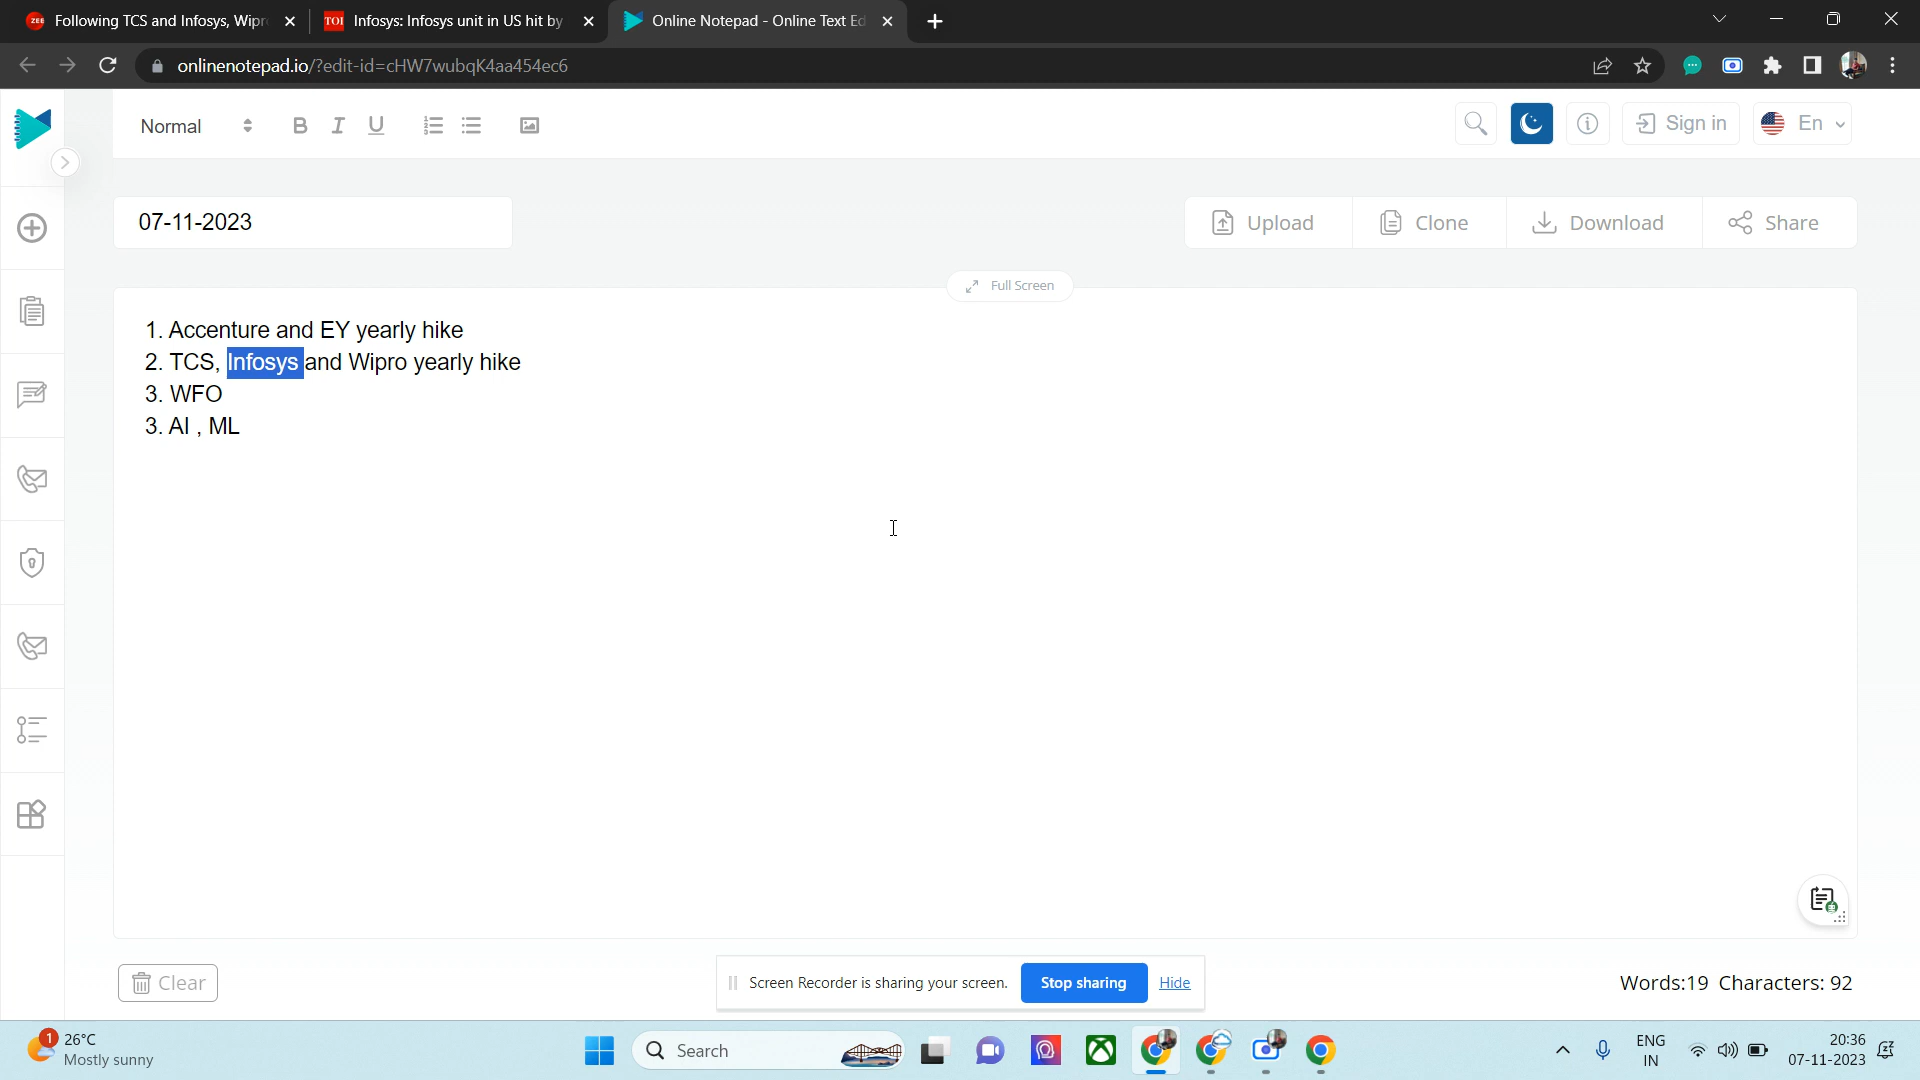 Following TCS and Infosys, Wipr
Infosys: Infosys unit in US hit by
Online Notepad - Online Text Ed
onlinenotepad.io/?edit-id=cHW7wubqK4aa454ec6
Normal
B I U
Sign in
En
07-11-2023
Upload
Clone
Download
Share
Full Screen
1. Accenture and EY yearly hike
2. TCS, Infosys and Wipro yearly hike
3. WFO
3. AI , ML
Clear
Screen Recorder is sharing your screen.
Stop sharing
Hide
Words:19 Characters: 92
1
26°C
Mostly sunny
Search
ENG
IN
20:36
07-11-2023